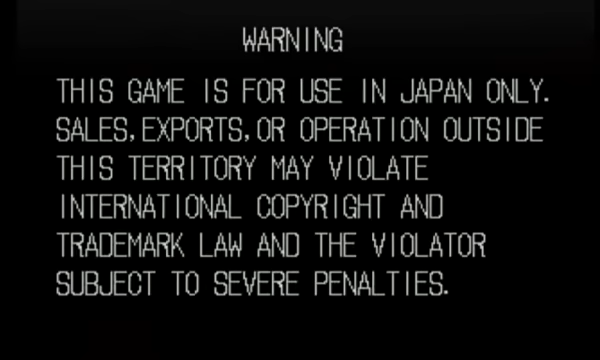 WARNING
THIS GAME IS FOR USE IN JAPAN ONLY.
SALES,EXPORTS,OR OPERATION OUTSIDE
THIS TERRITORY MAY VIOLATE
INTERNATIONAL COPYRIGHT AND
TRADEMARK LAW AND THE VIOLATOR
SUBJECT TO SEVERE PENALTIES.